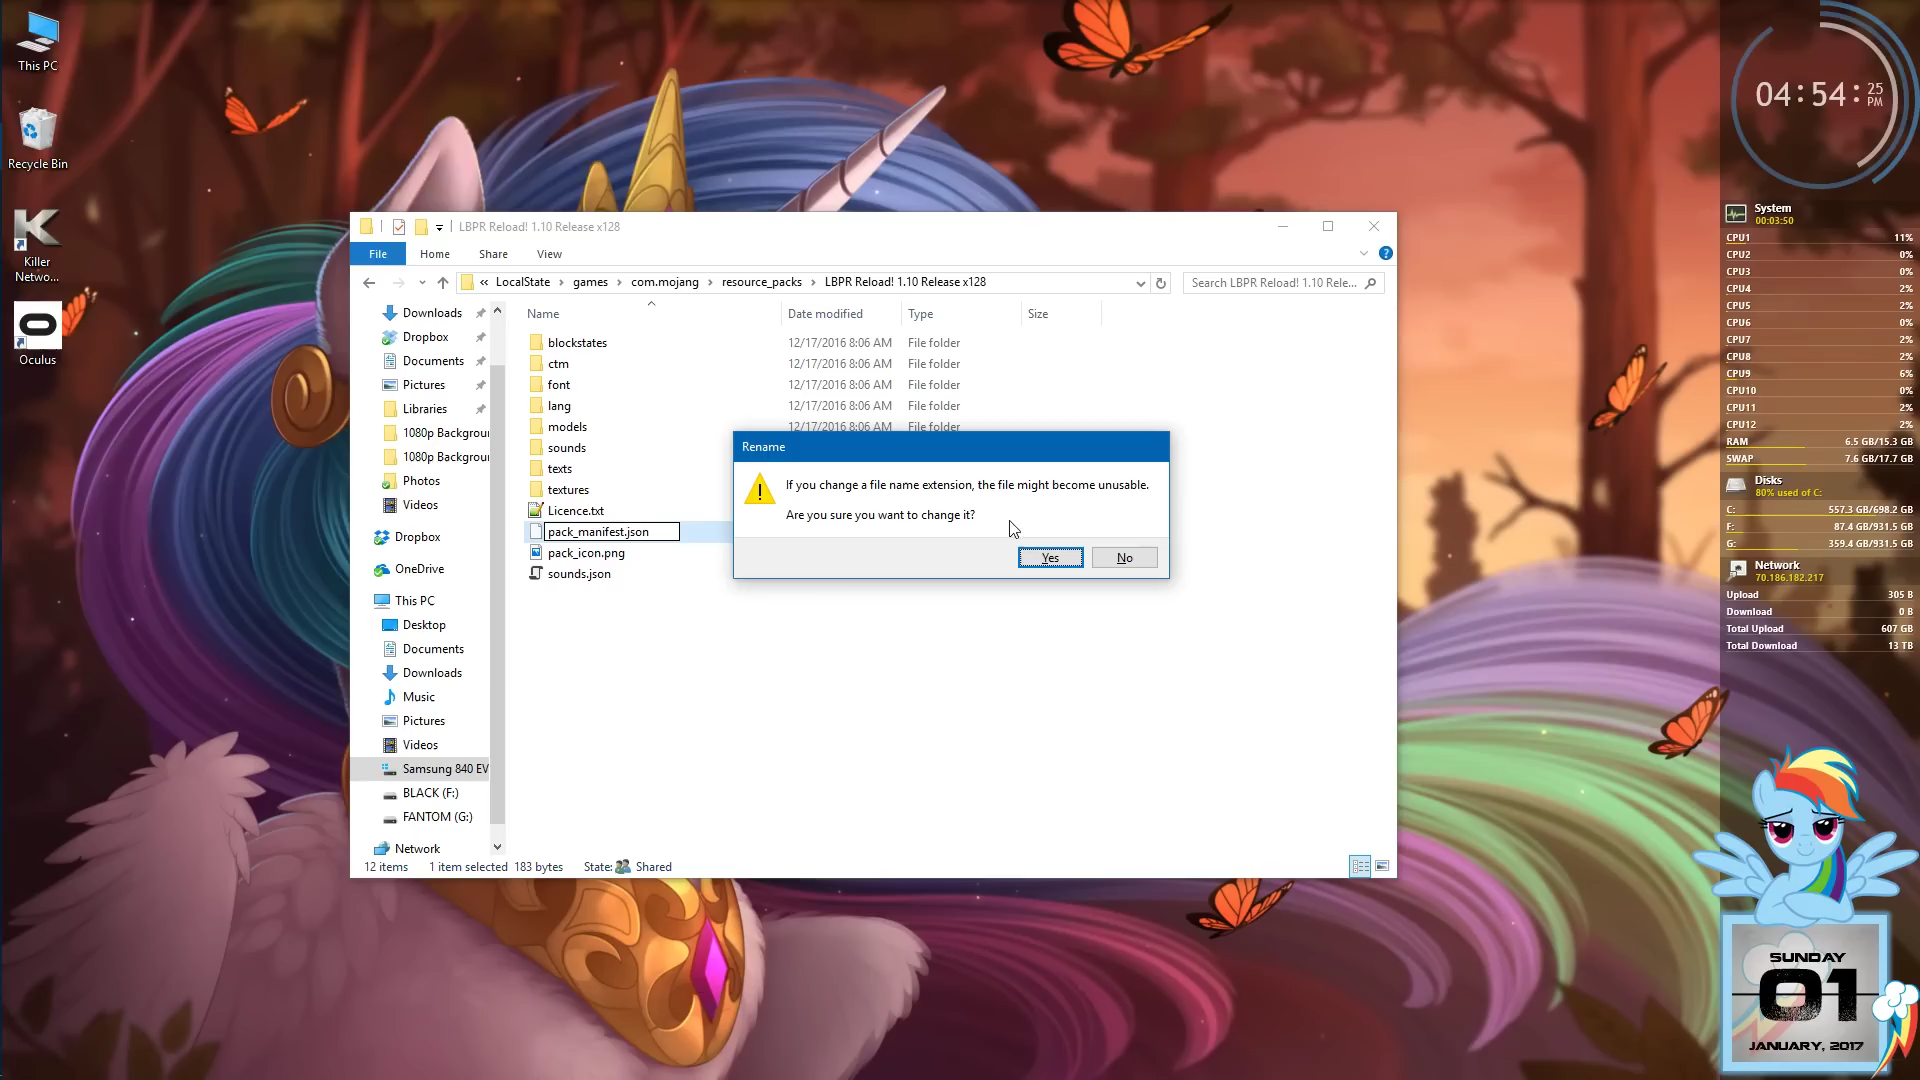 This PC
Recycle Bin
Killer
Netwo...
Oculus
LBPR Reload! 1.10 Release x128
File
Home
Share
View
« LocalState > games > com.mojang > resource_packs > LBPR Reload! 1.10 Release x128
Search LBPR Reload! 1.10 Rele...
Downloads
Dropbox
Documents
Pictures
Libraries
1080p Backgrou
1080p Backgrou
Photos
Videos
Dropbox
OneDrive
This PC
Desktop
Documents
Downloads
Music
Pictures
Videos
Samsung 840 EV
BLACK (F:)
FANTOM (G:)
Network
Name Date modified Type Size
blockstates 12/17/2016 8:06 AM File folder
ctm 12/17/2016 8:06 AM File folder
font 12/17/2016 8:06 AM File folder
lang 12/17/2016 8:06 AM File folder
models 12/17/2016 8:06 AM File folder
sounds
texts
textures
Licence.txt
pack_manifest.json
pack_icon.png
sounds.json
Rename
If you change a file name extension, the file might become unusable.
Are you sure you want to change it?
Yes
No
12 items 1 item selected 183 bytes State: Shared
04:54:25 PM
System
00:03:50
CPU1 11%
CPU2 0%
CPU3 0%
CPU4 2%
CPU5 2%
CPU6 0%
CPU7 2%
CPU8 2%
CPU9 6%
CPU10 0%
CPU11 2%
CPU12 2%
RAM 6.5 GB/15.3 GB
SWAP 7.6 GB/17.7 GB
Disks
80% used of C:
C: 557.3 GB/698.2 GB
F: 87.4 GB/931.5 GB
G: 359.4 GB/931.5 GB
Network
70.186.182.217
Upload 305 B
Download 0 B
Total Upload 607 GB
Total Download 13 TB
SUNDAY
01
JANUARY, 2017